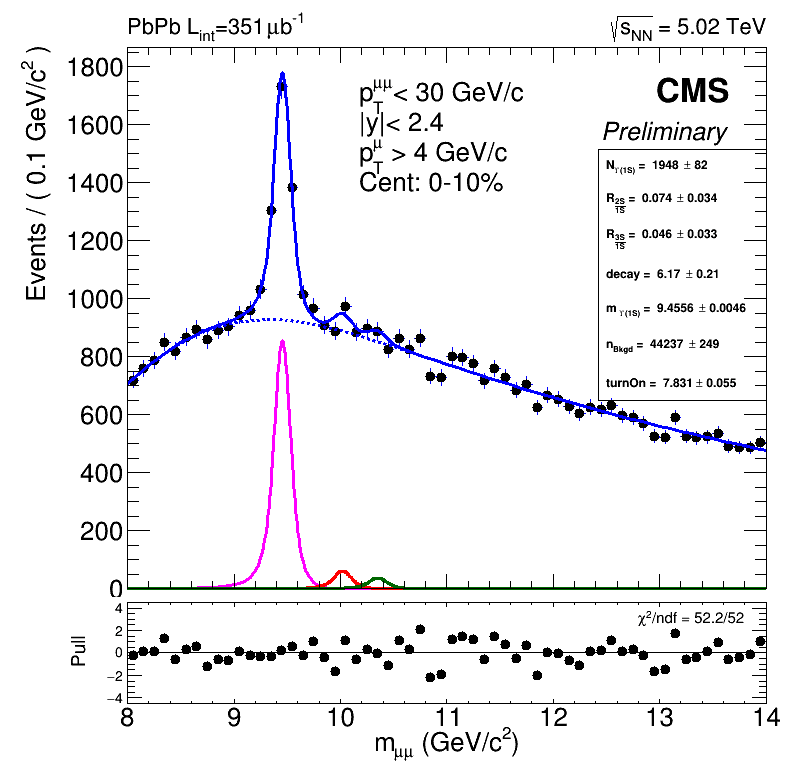 PbPb L_int=351 μb⁻¹
√s_NN = 5.02 TeV
Events / ( 0.1 GeV/c² )
1800
1600
1400
1200
1000
800
600
400
200
0
p_T^μμ < 30 GeV/c
|y|< 2.4
p_T^μ > 4 GeV/c
Cent: 0-10%
CMS
Preliminary
N_ϒ(1S) = 1948 ± 82
R_2S/1S = 0.074 ± 0.034
R_3S/1S = 0.046 ± 0.033
decay = 6.17 ± 0.21
m_ϒ(1S) = 9.4556 ± 0.0046
n_Bkgd = 44237 ± 249
turnOn = 7.831 ± 0.055
Pull
4
2
0
−2
−4
χ²/ndf = 52.2/52
8 9 10 11 12 13 14
m_μμ (GeV/c²)